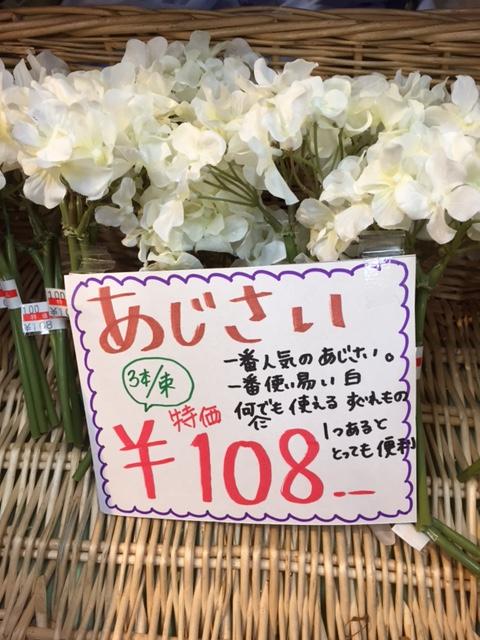 あじさい
3本/束
一番人気のあじさい。
一番使い易い白
何にでも使えるすぐれもの
1つあると
とっても便利
特価
¥108
100